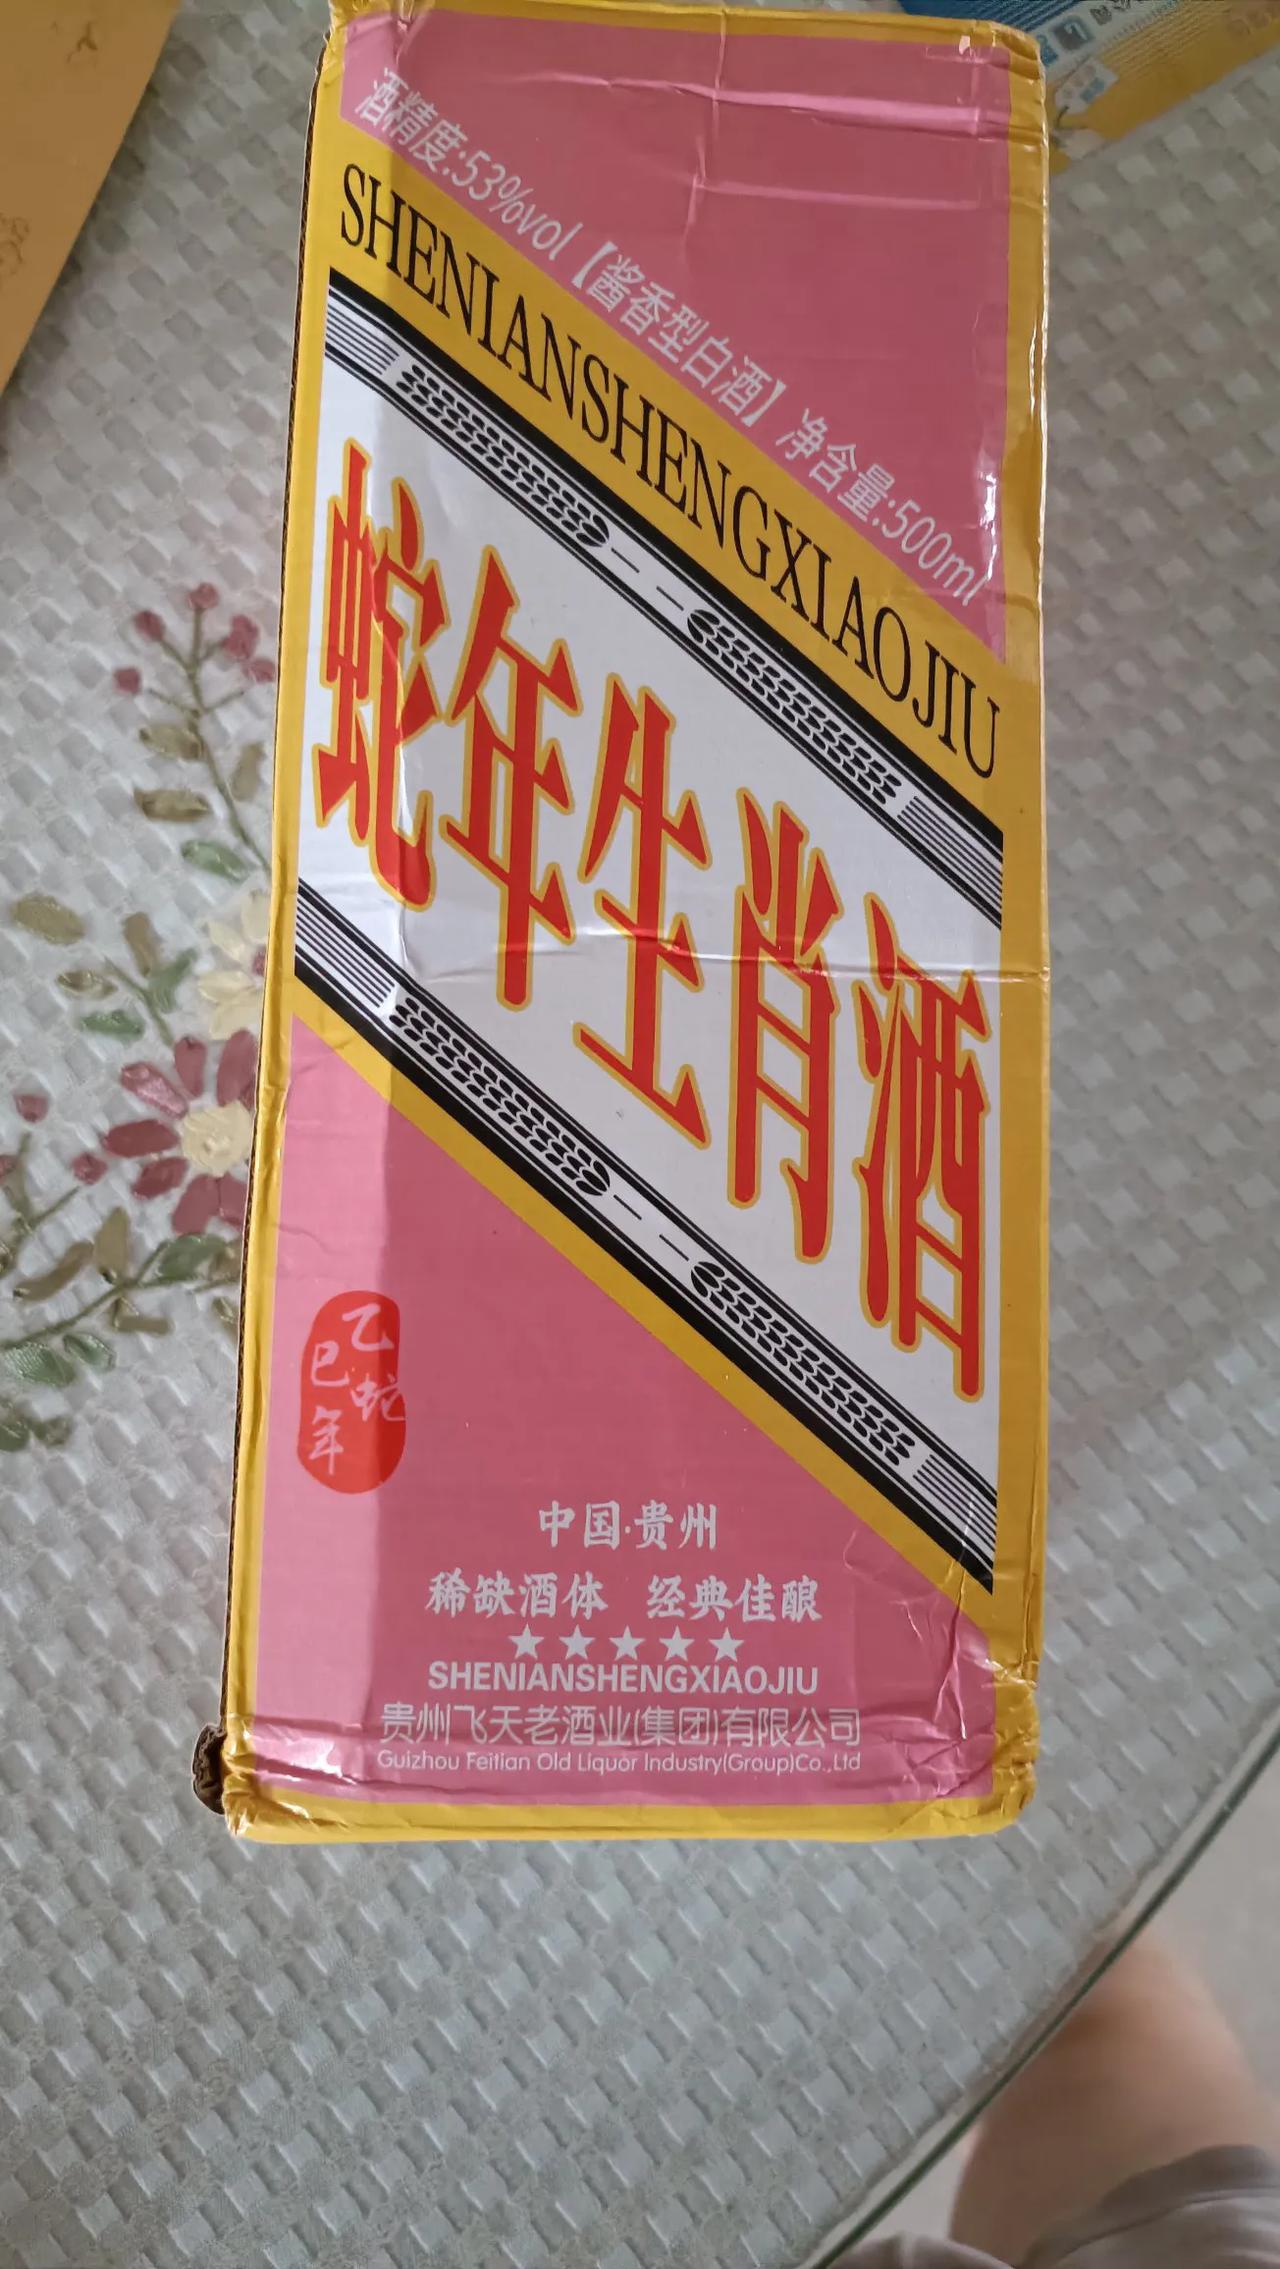 酒精度:53%vol【酱香型白酒】净含量:500ml
SHENIANSHENGXIAOJIU
蛇年生肖酒
乙蛇
巳年
中国·贵州
稀缺酒体 经典佳酿
SHENIANSHENGXIAOJIU
贵州飞天老酒业(集团)有限公司
Guizhou Feitian Old Liquor Industry(Group)Co.,Ltd